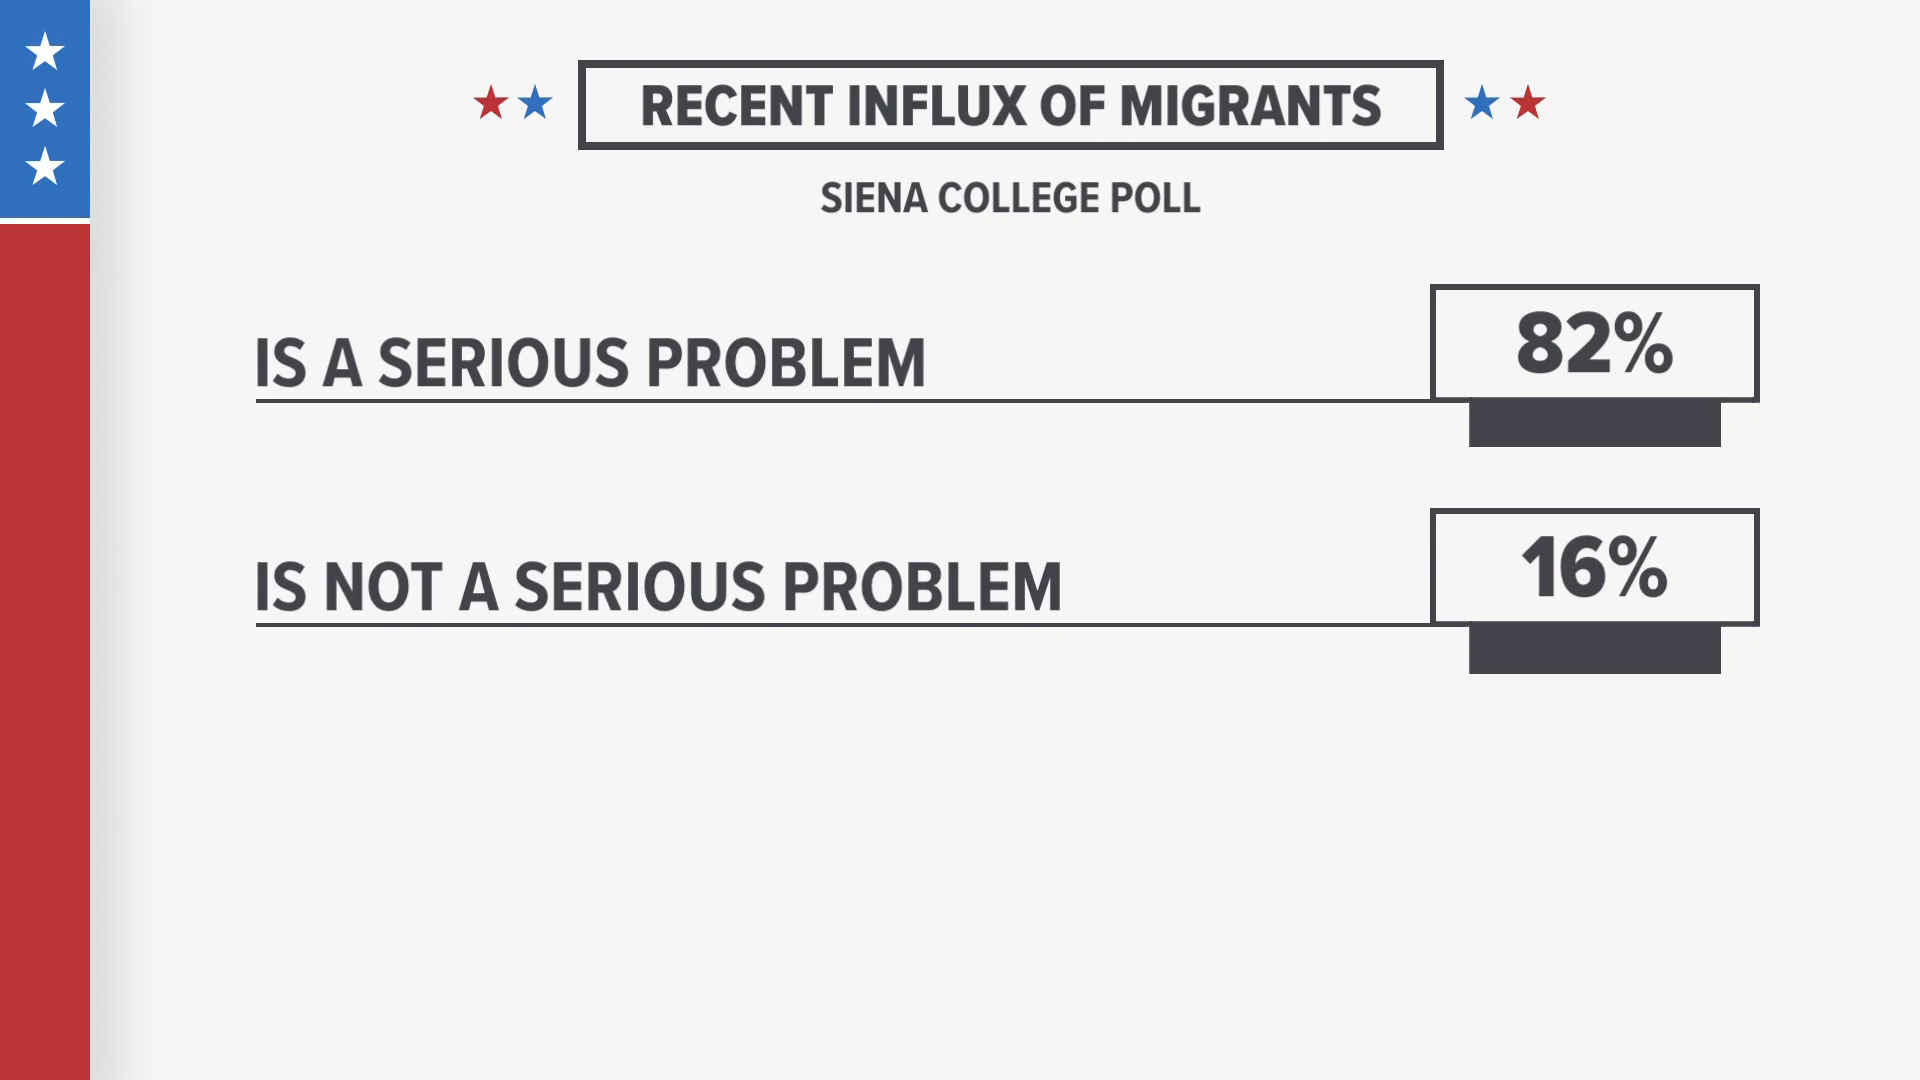 RECENT INFLUX OF MIGRANTS
SIENA COLLEGE POLL
IS A SERIOUS PROBLEM 82%
IS NOT A SERIOUS PROBLEM 16%